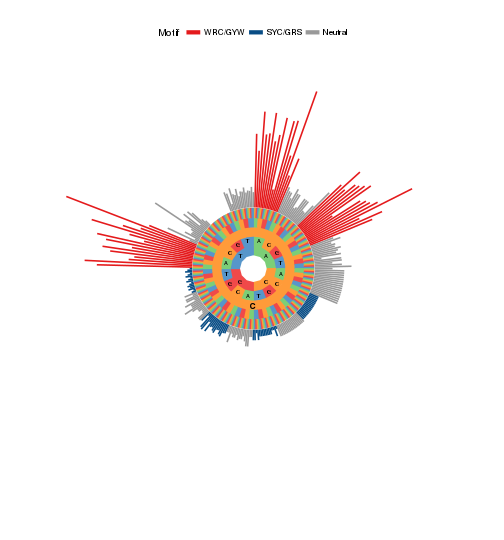 Motif WRC/GYW SYC/GRS Neutral
T A
C C
C T A C
A T
T A
C C C C
C C
A T
C